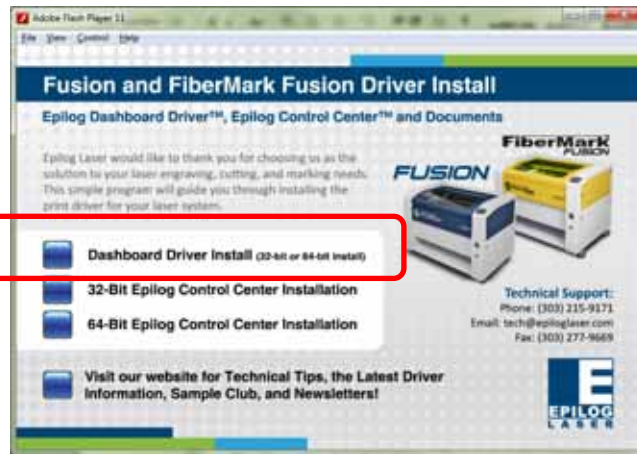 Adobe Flash Player 11
File View Control Help
Fusion and FiberMark Fusion Driver Install
Epilog Dashboard Driver™, Epilog Control Center™ and Documents
Epilog Laser would like to thank you for choosing us as the
solution to your laser engraving, cutting, and marking needs.
This simple program will guide you through installing the
print driver for your laser system.
FUSION
FiberMark
FUSION
Dashboard Driver Install (32-bit or 64-bit install)
32-Bit Epilog Control Center Installation
64-Bit Epilog Control Center Installation
Technical Support:
Phone: (303) 215-9171
Email: tech@epiloglaser.com
Fax: (303) 277-9669
Visit our website for Technical Tips, the Latest Driver
Information, Sample Club, and Newsletters!
EPILOG
LASER